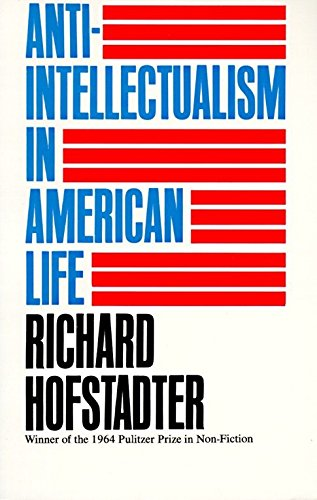 ANTI-
INTELLECTUALISM
IN
AMERICAN
LIFE
RICHARD
HOFSTADTER
Winner of the 1964 Pulitzer Prize in Non-Fiction